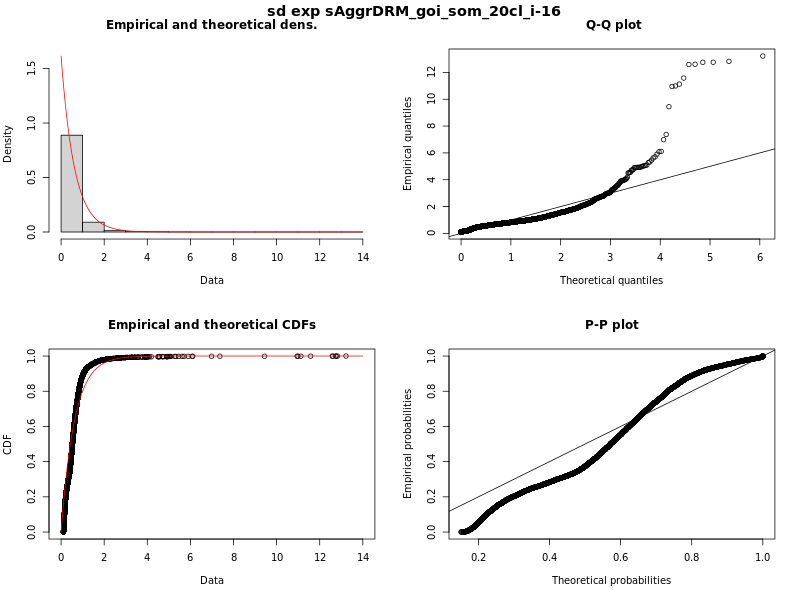 sd exp sAggrDRM_goi_som_20cl_i-16
Empirical and theoretical dens.
Density
0.0 0.5 1.0 1.5
0 2 4 6 8 10 12 14
Data
Q-Q plot
Empirical quantiles
0 2 4 6 8 10 12
0 1 2 3 4 5 6
Theoretical quantiles
Empirical and theoretical CDFs
CDF
0.0 0.2 0.4 0.6 0.8 1.0
0 2 4 6 8 10 12 14
Data
P-P plot
Empirical probabilities
0.0 0.2 0.4 0.6 0.8 1.0
0.2 0.4 0.6 0.8 1.0
Theoretical probabilities